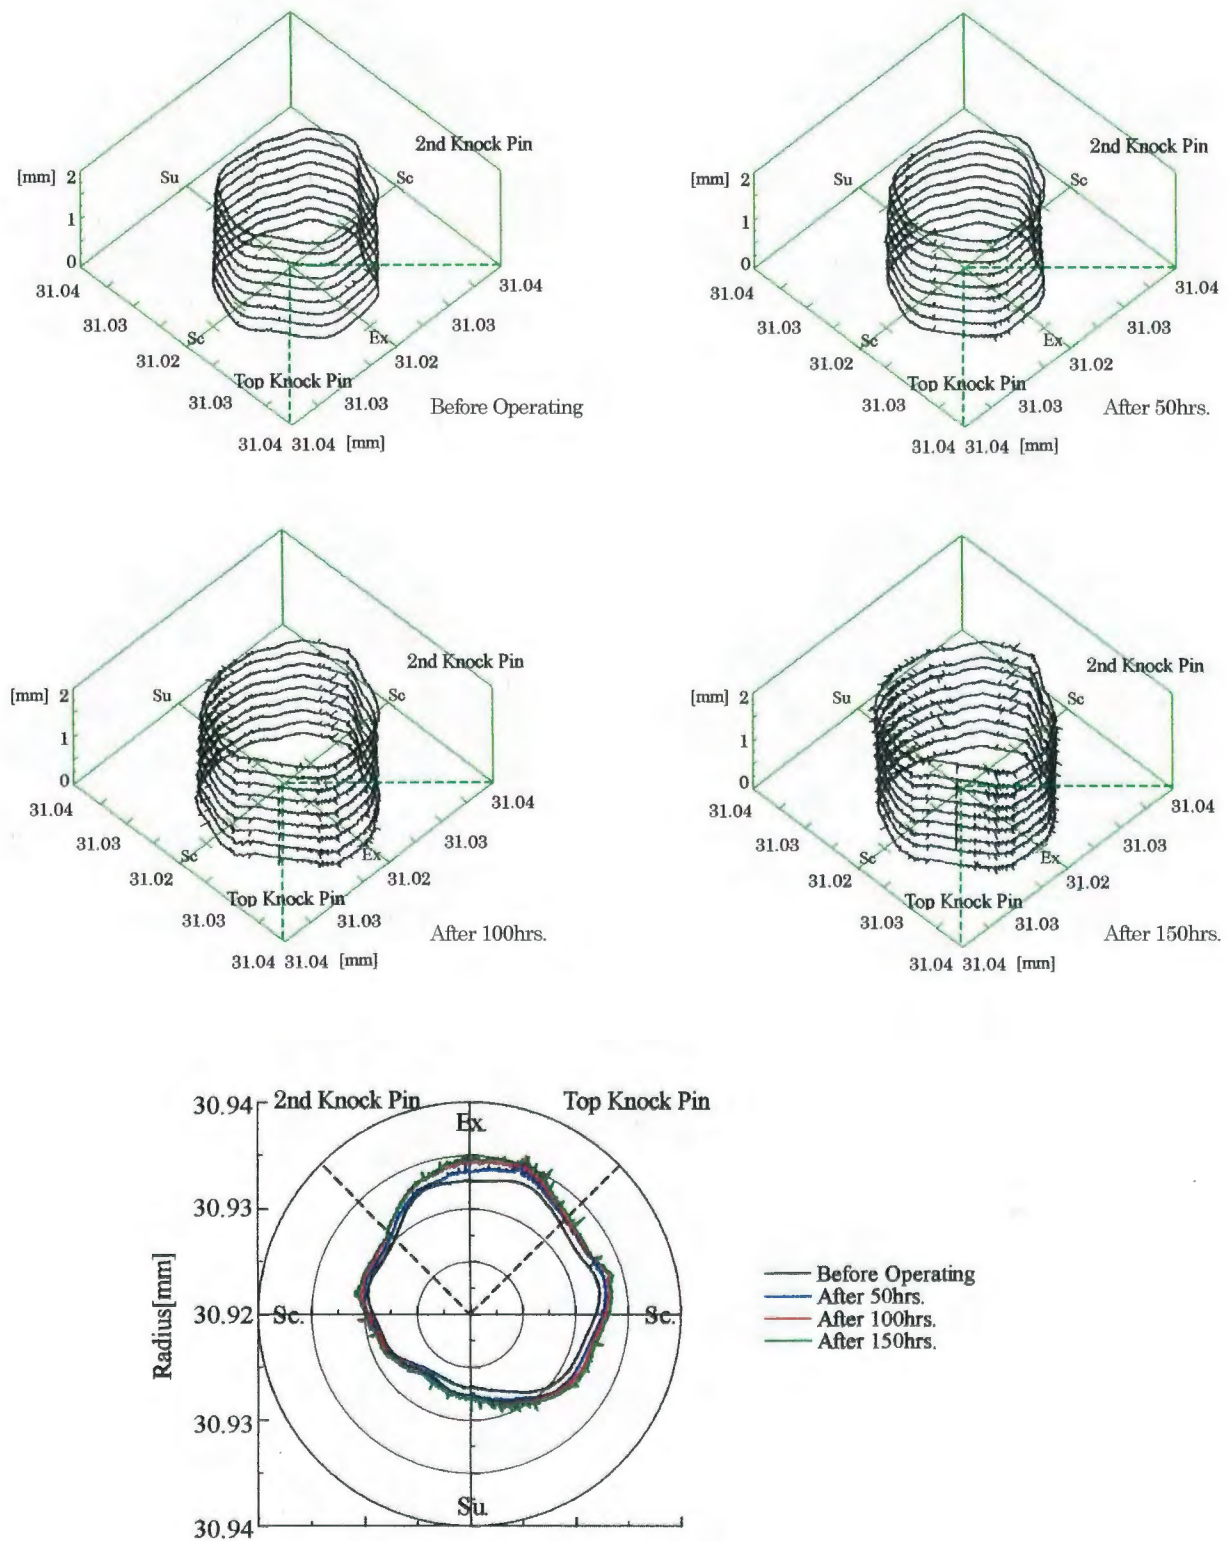 2nd Knock Pin
[mm] 2
Su
Sc
1
0
31.04
31.04
31.03
31.03
Sc
Ex
31.02
31.02
Top Knock Pin
31.03
31.03
Before Operating
31.04 31.04 [mm]
2nd Knock Pin
[mm] 2
Su
Sc
1
0
31.04
31.04
31.03
31.03
Sc
Ex
31.02
31.02
Top Knock Pin
31.03
31.03
After 50hrs.
31.04 31.04 [mm]
2nd Knock Pin
[mm] 2
Su
Sc
1
0
31.04
31.04
31.03
31.03
Sc
Ex
31.02
31.02
Top Knock Pin
31.03
31.03
After 100hrs.
31.04 31.04 [mm]
2nd Knock Pin
[mm] 2
Su
Sc
1
0
31.04
31.04
31.03
31.03
Sc
Ex
31.02
31.02
Top Knock Pin
31.03
31.03
After 150hrs.
31.04 31.04 [mm]
30.94
2nd Knock Pin
Top Knock Pin
Ex.
30.93
30.92
Sc.
Sc.
Radius[mm]
30.93
Su.
30.94
Before Operating
After 50hrs.
After 100hrs.
After 150hrs.